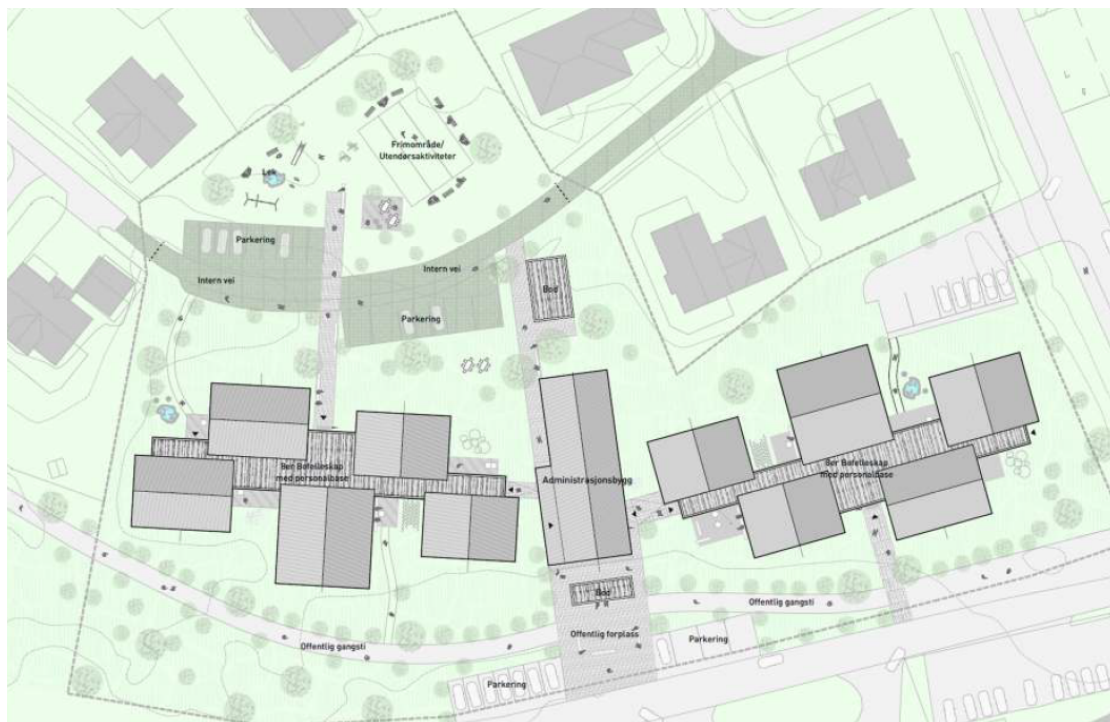 Frimområde/
Utendørsaktiviteter
Lek
Parkering
Intern vei
Intern vei
Bod
Parkering
8er Bofelleskap
med personalbase
Administrasjonsbygg
8er Bofelleskap
med personalbase
Bod
Offentlig gangsti
Offentlig forplass
Parkering
Offentlig gangsti
Parkering